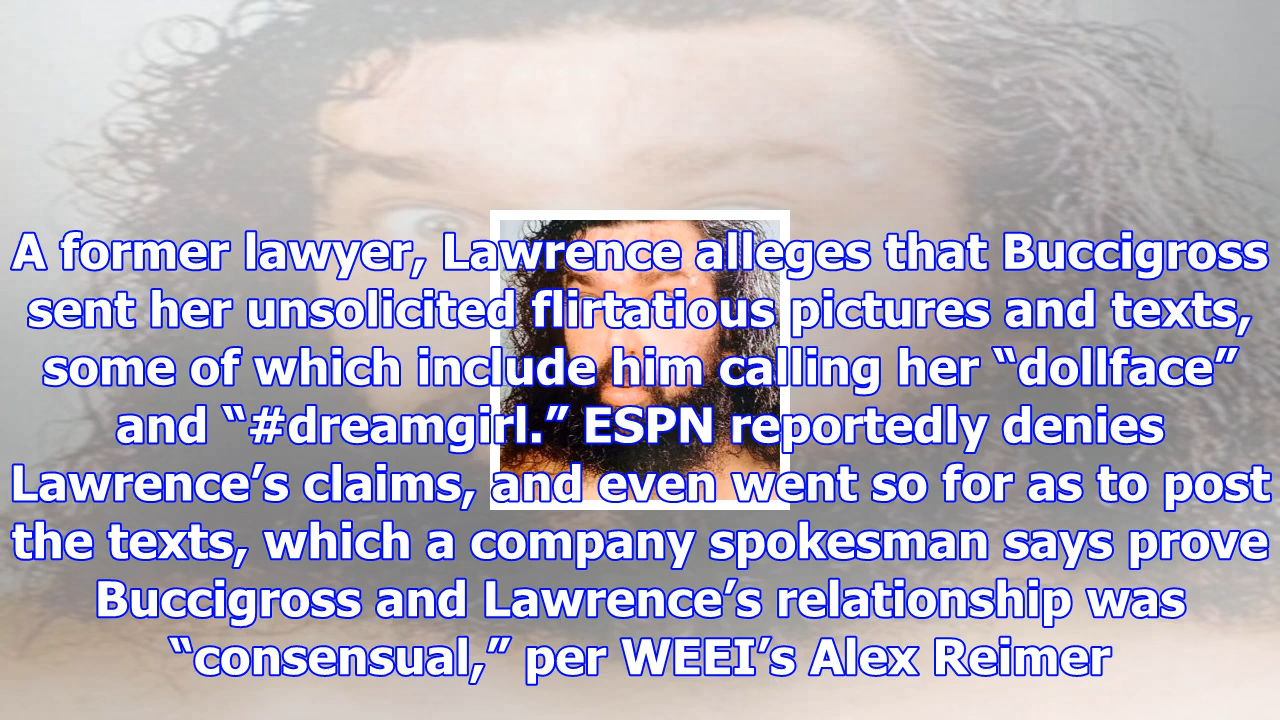 A former lawyer, Lawrence alleges that Buccigross
sent her unsolicited flirtatious pictures and texts,
some of which include him calling her “dollface”
and “#dreamgirl.” ESPN reportedly denies
Lawrence’s claims, and even went so for as to post
the texts, which a company spokesman says prove
Buccigross and Lawrence’s relationship was
“consensual,” per WEEI’s Alex Reimer